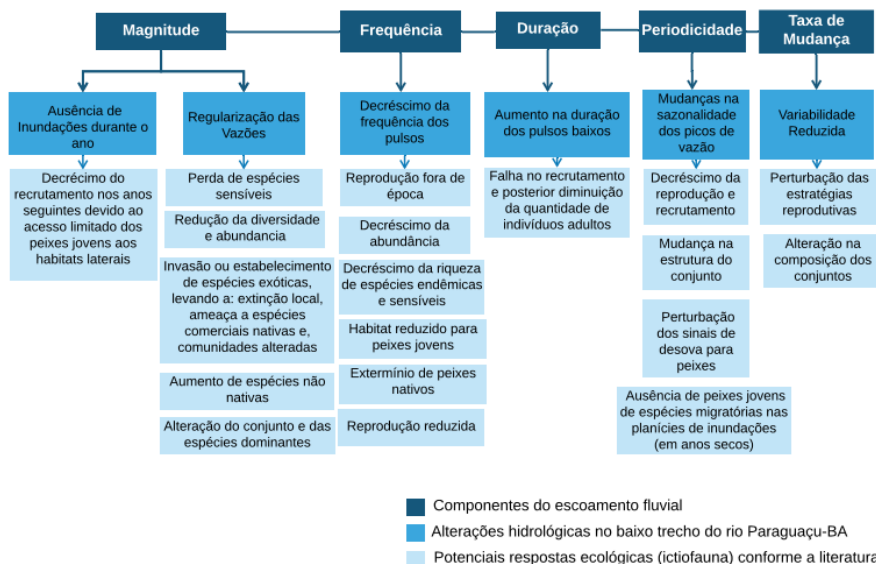 Magnitude
Frequência
Duração
Periodicidade
Taxa de
Mudança
Ausência de
Inundações durante o
ano
Decrécimo do
recrutamento nos anos
seguintes devido ao
acesso limitado dos
peixes jovens aos
habitats laterais
Regularização das
Vazões
Perda de espécies
sensíveis
Redução da diversidade
e abundancia
Invasão ou estabelecimento
de espécies exóticas,
levando a: extinção local,
ameaça a espécies
comerciais nativas e,
comunidades alteradas
Aumento de espécies não
nativas
Alteração do conjunto e das
espécies dominantes
Decréscimo da
frequência dos
pulsos
Reprodução fora de
época
Decréscimo da
abundância
Decréscimo da riqueza
de espécies endêmicas e
sensíveis
Habitat reduzido para
peixes jovens
Extermínio de peixes
nativos
Reprodução reduzida
Aumento na duração
dos pulsos baixos
Falha no recrutamento
e posterior diminuição
da quantidade de
indivíduos adultos
Mudanças na
sazonalidade
dos picos de
vazão
Decréscimo da
reprodução e
recrutamento
Mudança na
estrutura do
conjunto
Perturbação
dos sinais de
desova para
peixes
Ausência de peixes jovens
de espécies migratórias nas
planícies de inundações
(em anos secos)
Variabilidade
Reduzida
Perturbação das
estratégias
reprodutivas
Alteração na
composição dos
conjuntos
Componentes do escoamento fluvial
Alterações hidrológicas no baixo trecho do rio Paraguaçu-BA
Potenciais respostas ecológicas (ictiofauna) conforme a literatura